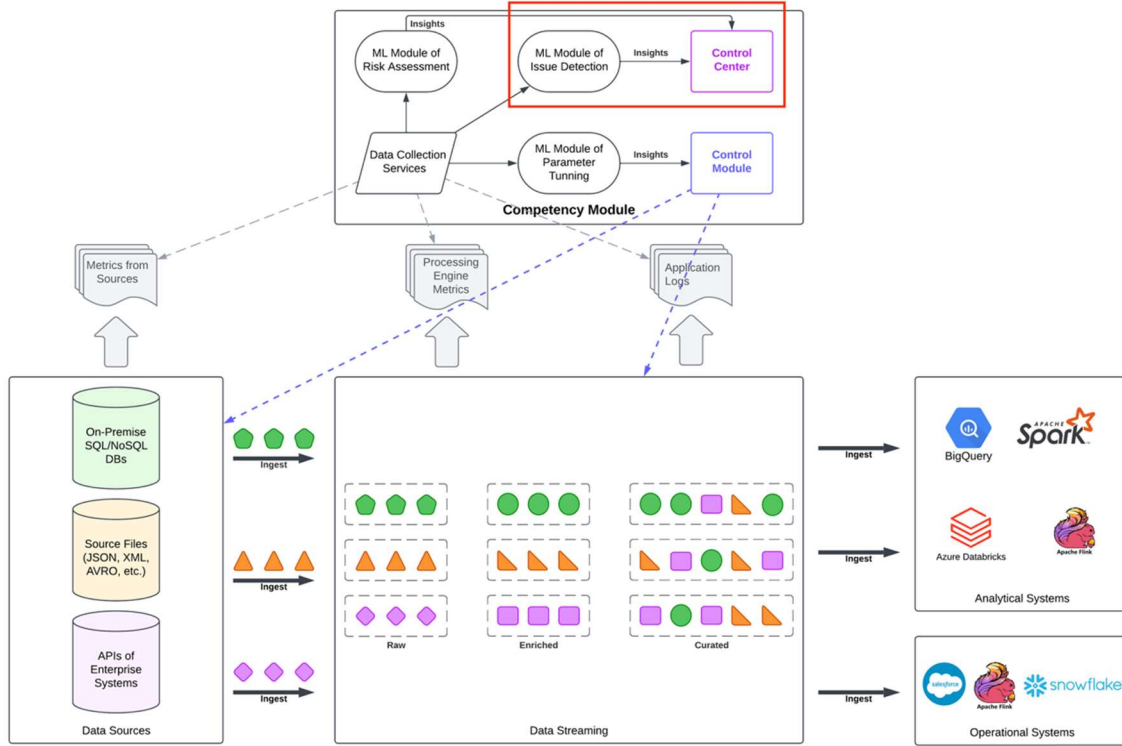 Insights
ML Module of
Risk Assessment
ML Module of
Issue Detection
Insights
Control
Center
Data Collection
Services
ML Module of
Parameter
Tunning
Insights
Control
Module
Competency Module
Metrics from
Sources
Processing
Engine
Metrics
Application
Logs
On-Premise
SQL/NoSQL
DBs
Ingest
Source Files
(JSON, XML,
AVRO, etc.)
Ingest
APIs of
Enterprise
Systems
Ingest
Data Sources
Raw
Enriched
Curated
Data Streaming
Ingest
Ingest
Ingest
BigQuery
APACHE
Spark
Azure Databricks
Apache Flink
Analytical Systems
salesforce
Apache Flink
snowflake
Operational Systems